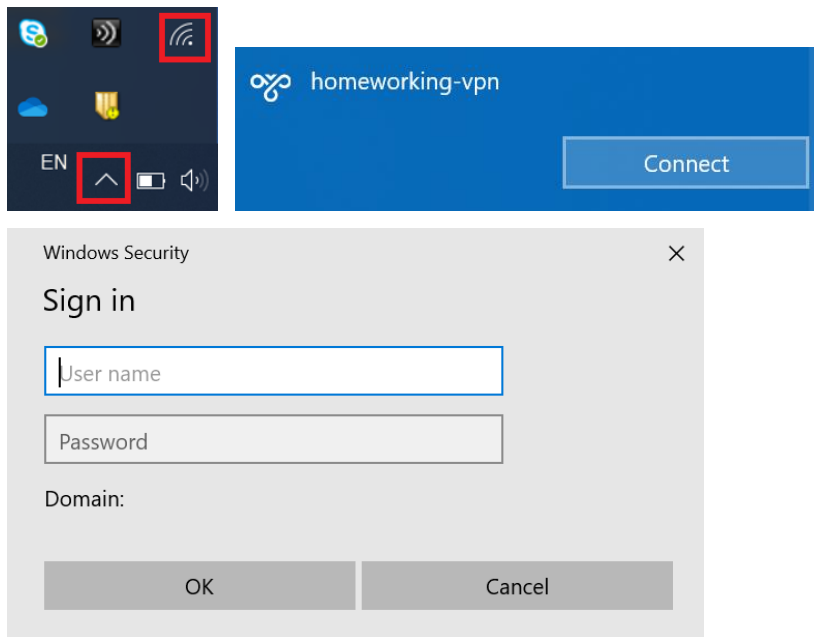 EN
homeworking-vpn
Connect
Windows Security
Sign in
User name
Password
Domain:
OK
Cancel